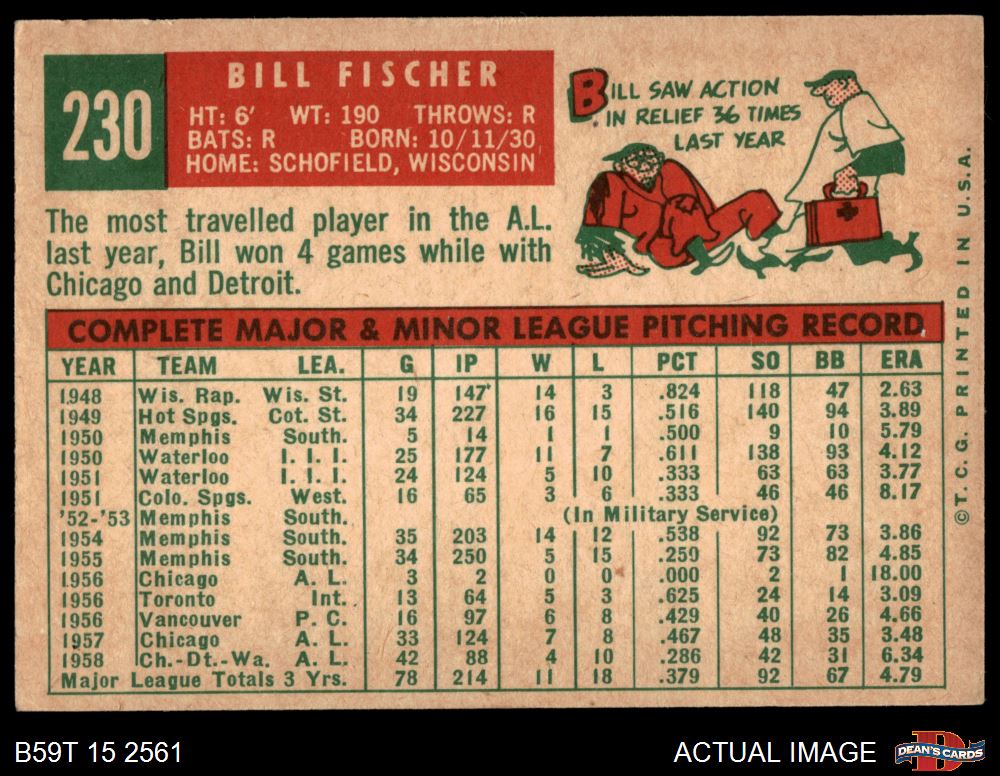 230
BILL FISCHER
HT: 6' WT: 190 THROWS: R
BATS: R BORN: 10/11/30
HOME: SCHOFIELD, WISCONSIN
BILL SAW ACTION
IN RELIEF 36 TIMES
LAST YEAR
The most travelled player in the A.L.
last year, Bill won 4 games while with
Chicago and Detroit.
COMPLETE MAJOR & MINOR LEAGUE PITCHING RECORD
YEAR TEAM LEA. G IP W L PCT SO BB ERA
1948 Wis. Rap. Wis. St. 19 147 14 3 .824 118 47 2.63
1949 Hot Spgs. Cot. St. 34 227 16 15 .516 140 94 3.89
1950 Memphis South. 5 14 1 1 .500 9 10 5.79
1950 Waterloo I. I. I. 25 177 11 7 .611 138 93 4.12
1951 Waterloo I. I. I. 24 124 5 10 .333 63 63 3.77
1951 Colo. Spgs. West. 16 65 3 6 .333 46 46 8.17
'52-'53 Memphis South. (In Military Service)
1954 Memphis South. 35 203 14 12 .538 92 73 3.86
1955 Memphis South. 34 250 5 15 .250 73 82 4.85
1956 Chicago A. L. 3 2 0 0 .000 2 1 18.00
1956 Toronto Int. 13 64 5 3 .625 24 14 3.09
1956 Vancouver P. C. 16 97 6 8 .429 40 26 4.66
1957 Chicago A. L. 33 124 7 8 .467 48 35 3.48
1958 Ch.-Dt.-Wa. A. L. 42 88 4 10 .286 42 31 6.34
Major League Totals 3 Yrs. 78 214 11 18 .379 92 67 4.79
©T.C.G. PRINTED IN U.S.A.
B59T 15 2561
ACTUAL IMAGE
DEAN'S CARDS